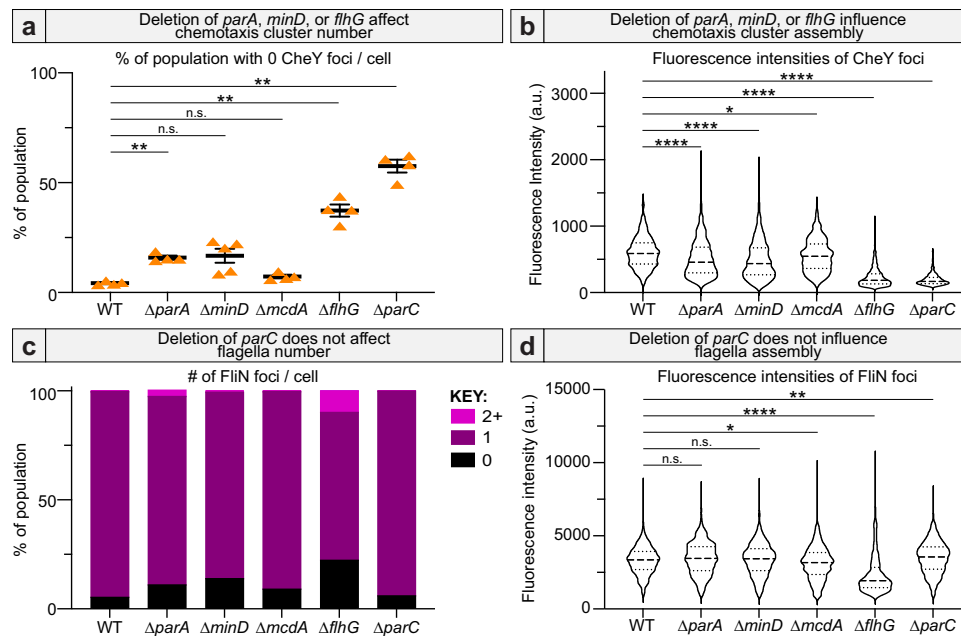 a
Deletion of parA, minD, or flhG affect
chemotaxis cluster number
% of population with 0 CheY foci / cell
**
**
n.s.
n.s.
**
100
50
0
% of population
WT ΔparA ΔminD ΔmcdA ΔflhG ΔparC
b
Deletion of parA, minD, or flhG influence
chemotaxis cluster assembly
Fluorescence intensities of CheY foci
****
****
*
****
****
3000
2000
1000
0
Fluorescence Intensity (a.u.)
WT ΔparA ΔminD ΔmcdA ΔflhG ΔparC
c
Deletion of parC does not affect
flagella number
# of FliN foci / cell
100
50
0
% of population
WT ΔparA ΔminD ΔmcdA ΔflhG ΔparC
KEY:
2+
1
0
d
Deletion of parC does not influence
flagella assembly
Fluorescence intensities of FliN foci
**
****
*
n.s.
n.s.
15000
10000
5000
0
Fluorescence intensity (a.u.)
WT ΔparA ΔminD ΔmcdA ΔflhG ΔparC